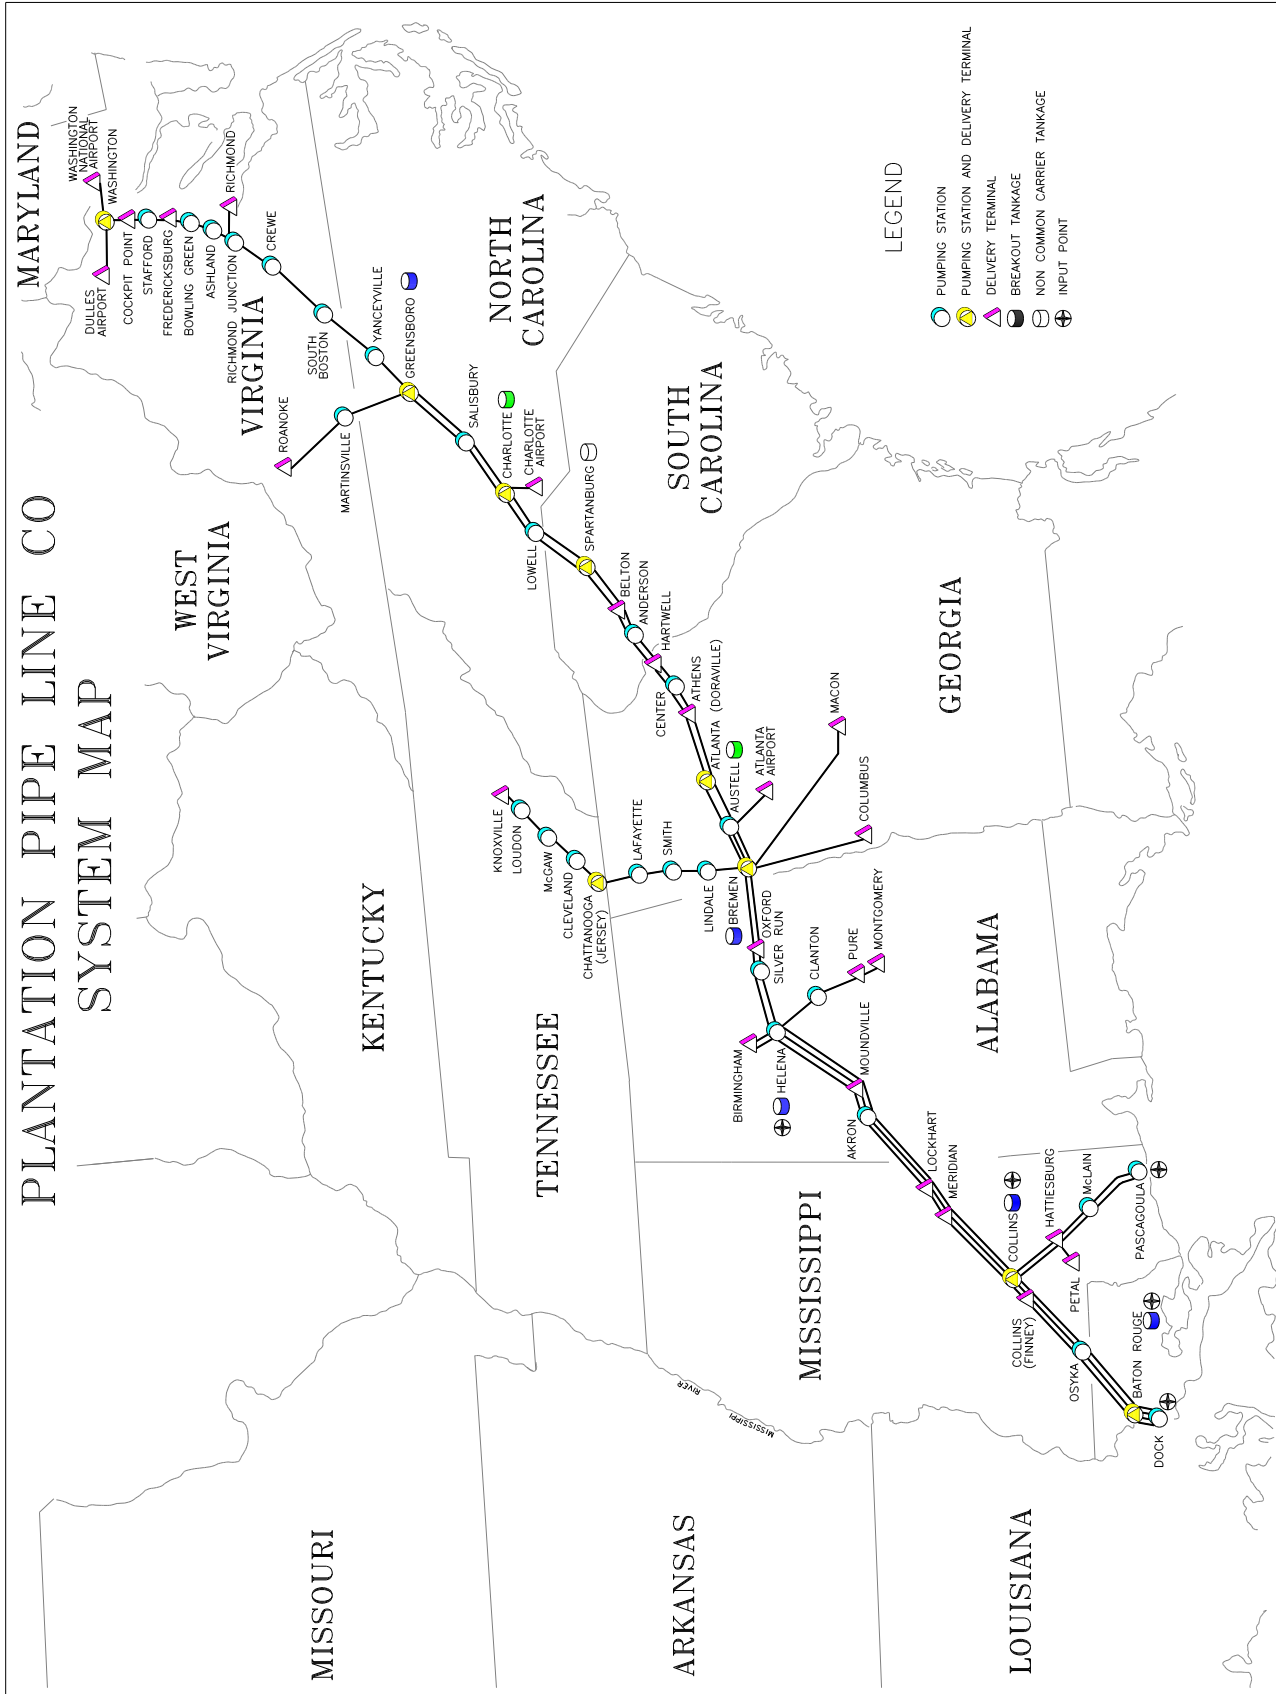 PLANTATION PIPE LINE CO
SYSTEM MAP
MARYLAND
WEST
VIRGINIA
VIRGINIA
KENTUCKY
MISSOURI
NORTH
CAROLINA
TENNESSEE
SOUTH
CAROLINA
ARKANSAS
MISSISSIPPI
GEORGIA
ALABAMA
LOUISIANA
MISSISSIPPI
RIVER
WASHINGTON
NATIONAL
AIRPORT
WASHINGTON
DULLES
AIRPORT
COCKPIT POINT
STAFFORD
FREDERICKSBURG
BOWLING GREEN
ASHLAND
RICHMOND JUNCTION
RICHMOND
CREWE
SOUTH
BOSTON
YANCEYVILLE
GREENSBORO
ROANOKE
MARTINSVILLE
SALISBURY
CHARLOTTE
CHARLOTTE
AIRPORT
LOWELL
SPARTANBURG
BELTON
ANDERSON
HARTWELL
CENTER
ATHENS
ATLANTA (DORAVILLE)
AUSTELL
ATLANTA
AIRPORT
MACON
COLUMBUS
KNOXVILLE
LOUDON
McGAW
CLEVELAND
CHATTANOOGA
(JERSEY)
LAFAYETTE
SMITH
LINDALE
BREMEN
OXFORD
SILVER RUN
CLANTON
PURE
MONTGOMERY
BIRMINGHAM
HELENA
MOUNDVILLE
AKRON
LOCKHART
MERIDIAN
COLLINS
HATTIESBURG
McLAIN
PASCAGOULA
PETAL
COLLINS
(FINNEY)
OSYKA
BATON ROUGE
DOCK
LEGEND
PUMPING STATION
PUMPING STATION AND DELIVERY TERMINAL
DELIVERY TERMINAL
BREAKOUT TANKAGE
NON COMMON CARRIER TANKAGE
INPUT POINT